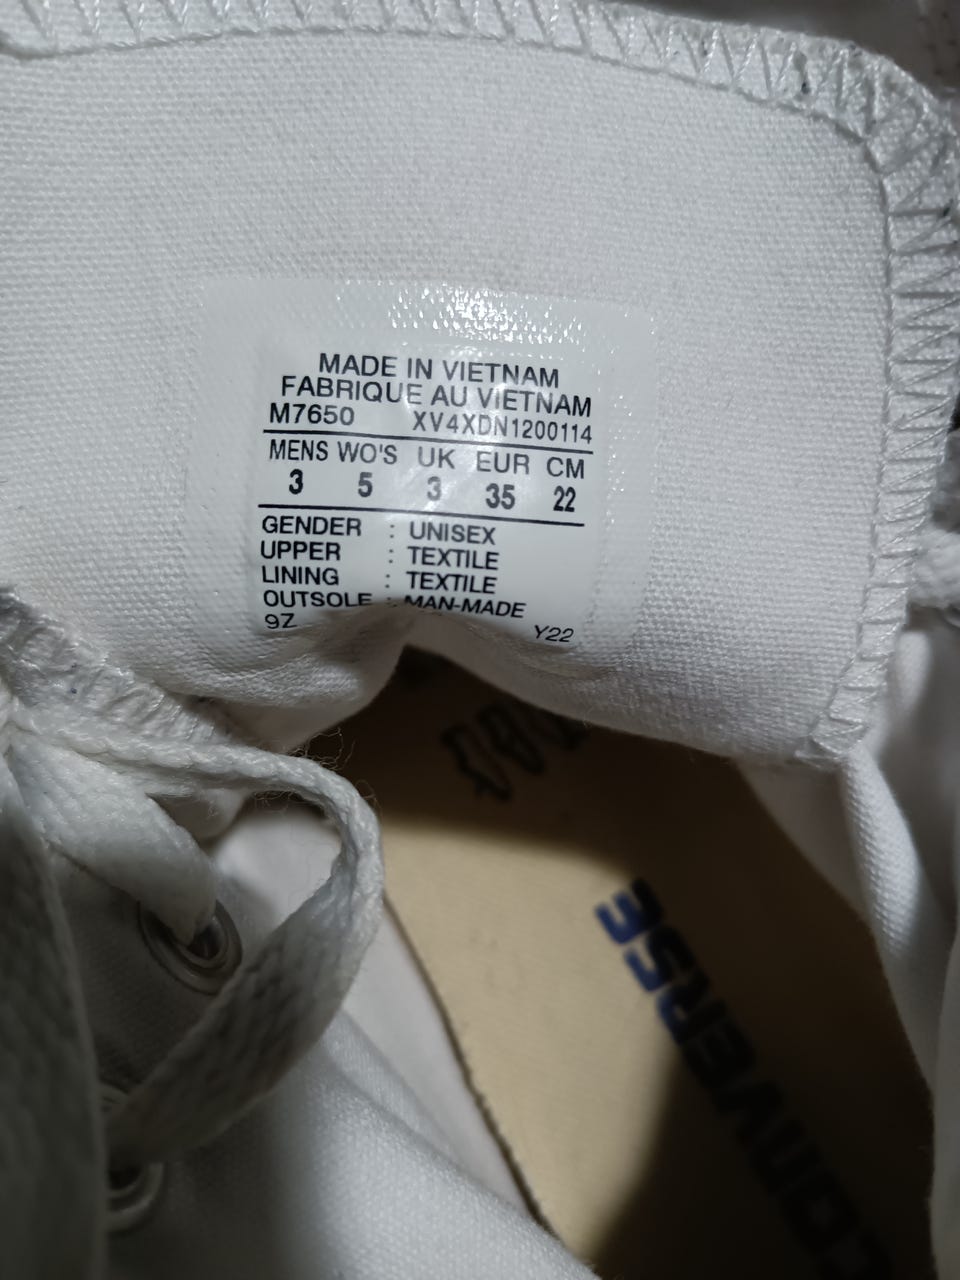 MADE IN VIETNAM
FABRIQUE AU VIETNAM
M7650 XV4XDN1200114
MENS WO'S UK EUR CM
3 5 3 35 22
GENDER : UNISEX
UPPER : TEXTILE
LINING : TEXTILE
OUTSOLE : MAN-MADE
9Z Y22
CONVERSE